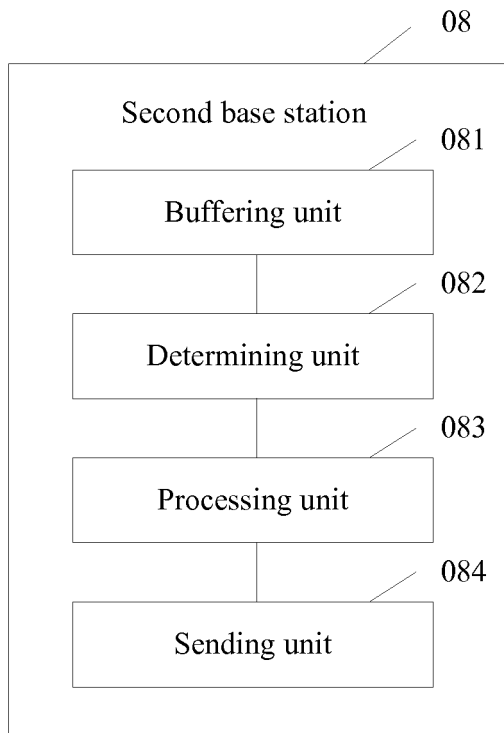 08
Second base station
081
Buffering unit
082
Determining unit
083
Processing unit
084
Sending unit